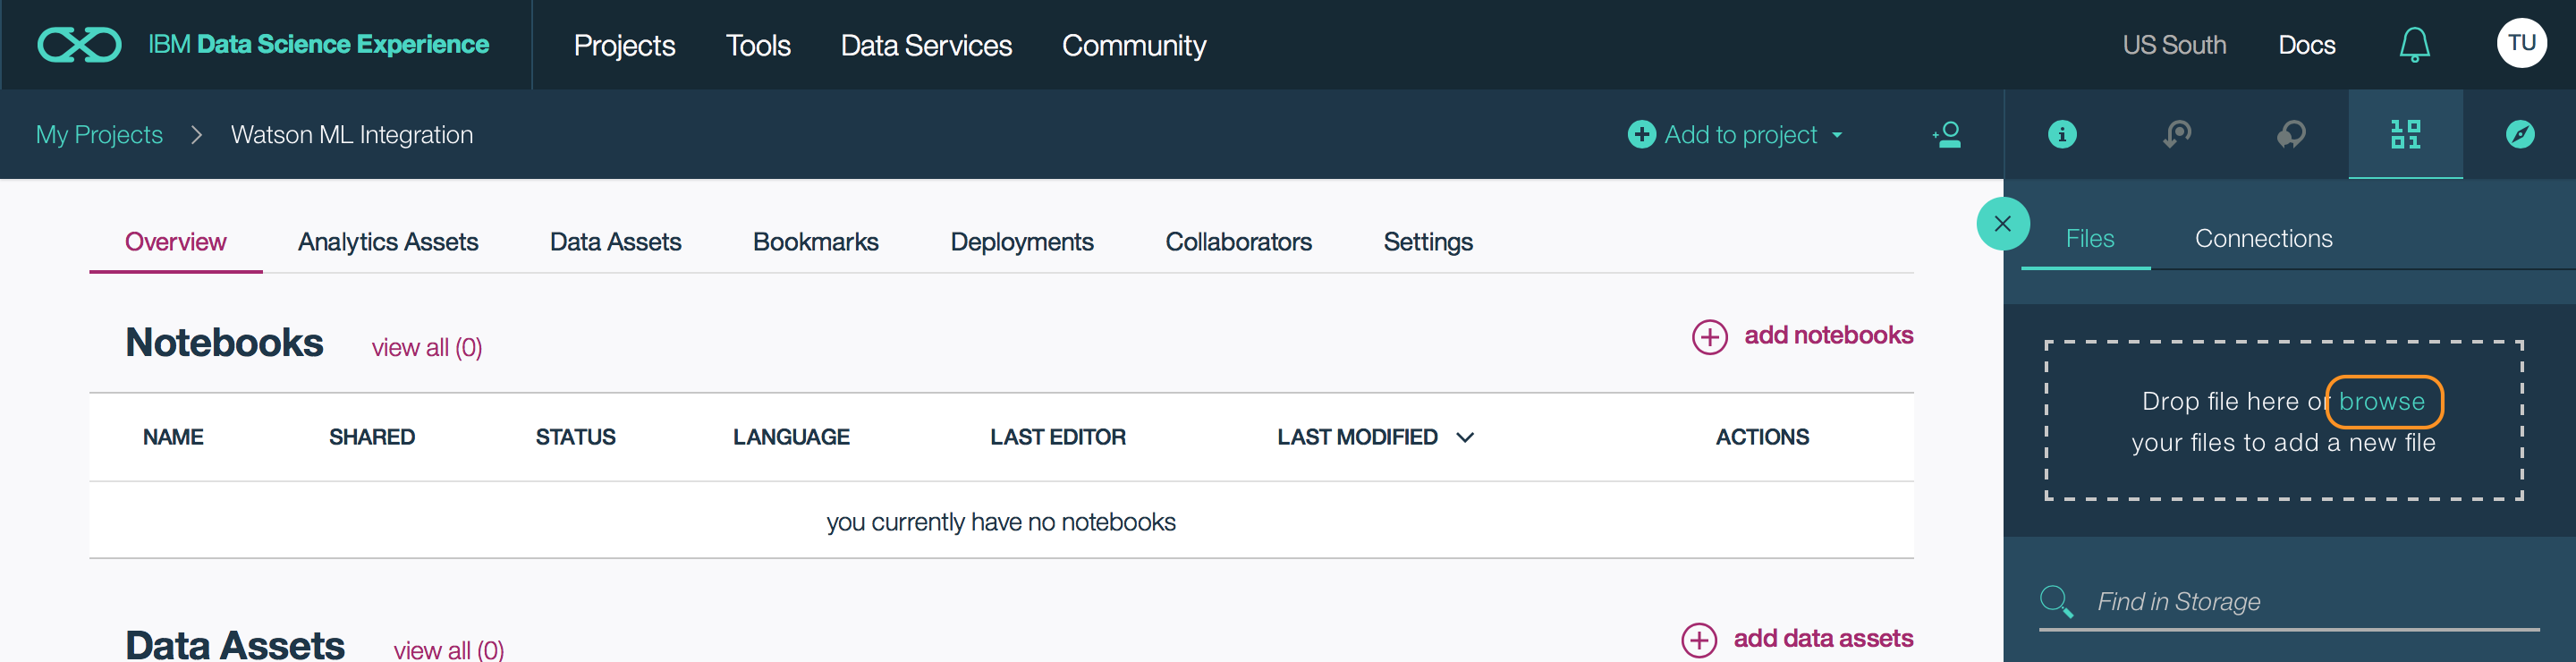 IBM Data Science Experience
Projects
Tools
Data Services
Community
US South
Docs
TU
My Projects > Watson ML Integration
Add to project
Files
Connections
Overview
Analytics Assets
Data Assets
Bookmarks
Deployments
Collaborators
Settings
Notebooks
view all (0)
add notebooks
NAME
SHARED
STATUS
LANGUAGE
LAST EDITOR
LAST MODIFIED
ACTIONS
you currently have no notebooks
Data Assets
view all (0)
add data assets
Drop file here or browse
your files to add a new file
Find in Storage